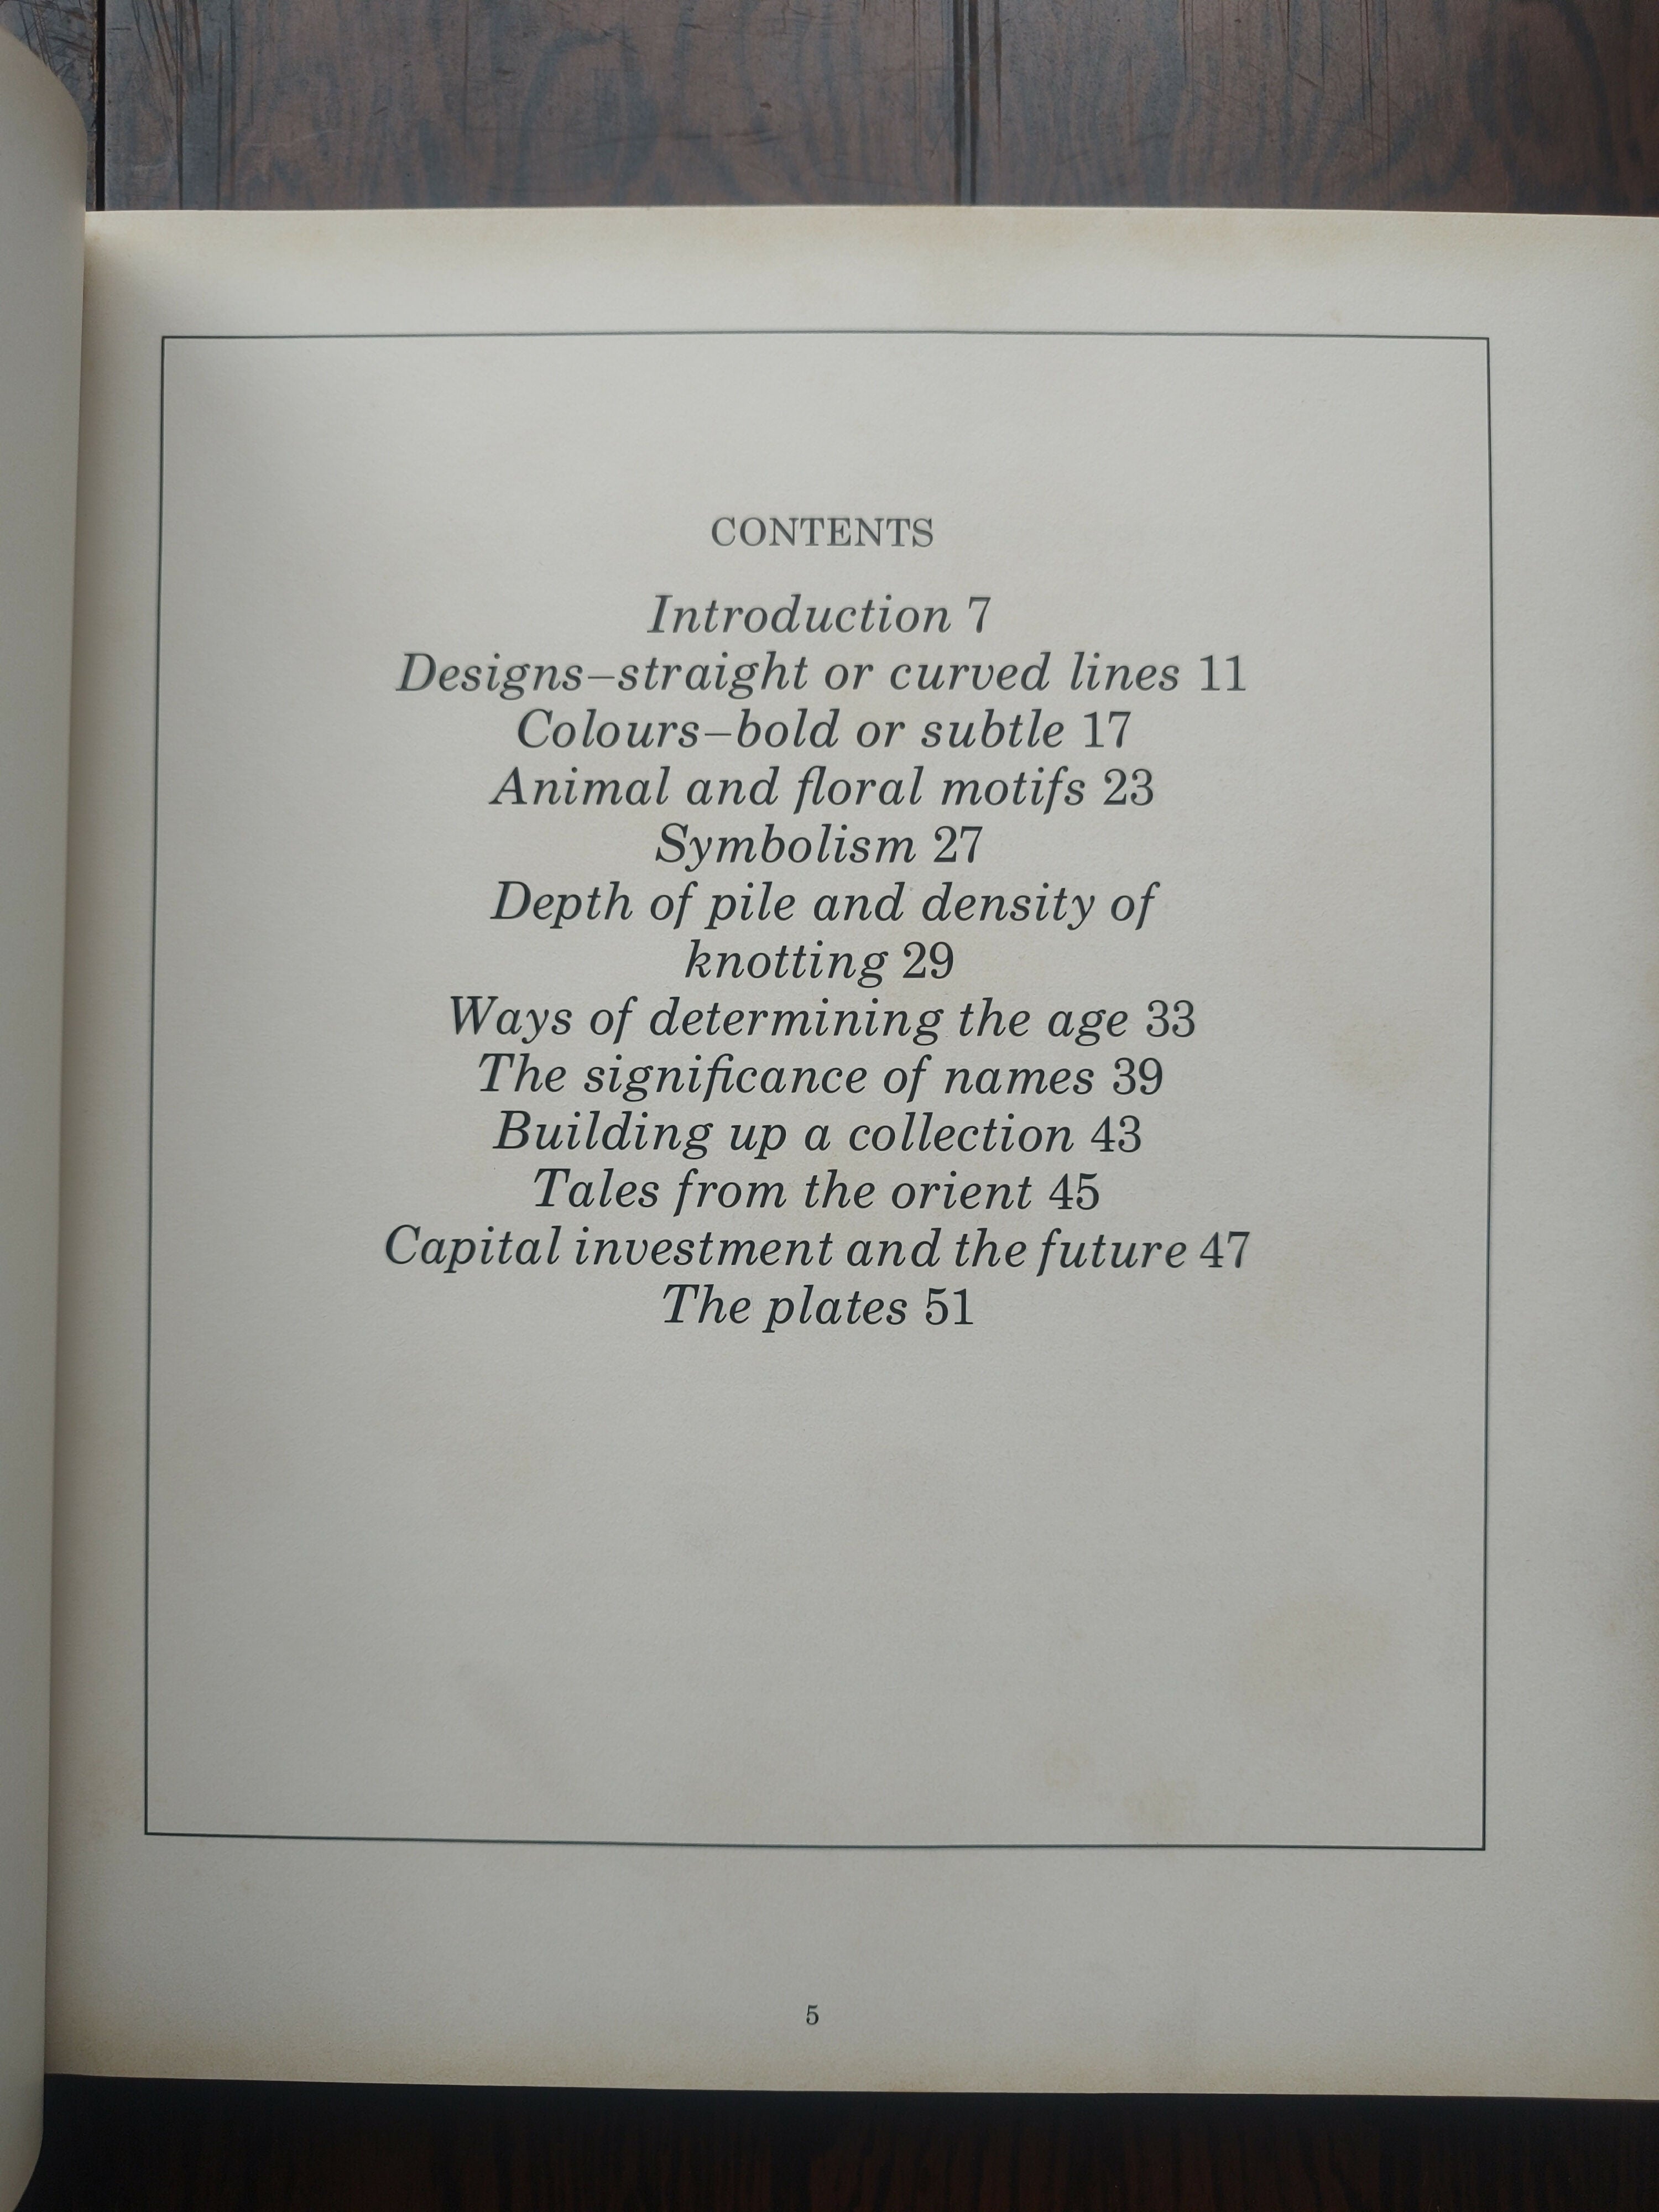 CONTENTS
Introduction 7
Designs–straight or curved lines 11
Colours–bold or subtle 17
Animal and floral motifs 23
Symbolism 27
Depth of pile and density of
knotting 29
Ways of determining the age 33
The significance of names 39
Building up a collection 43
Tales from the orient 45
Capital investment and the future 47
The plates 51
5